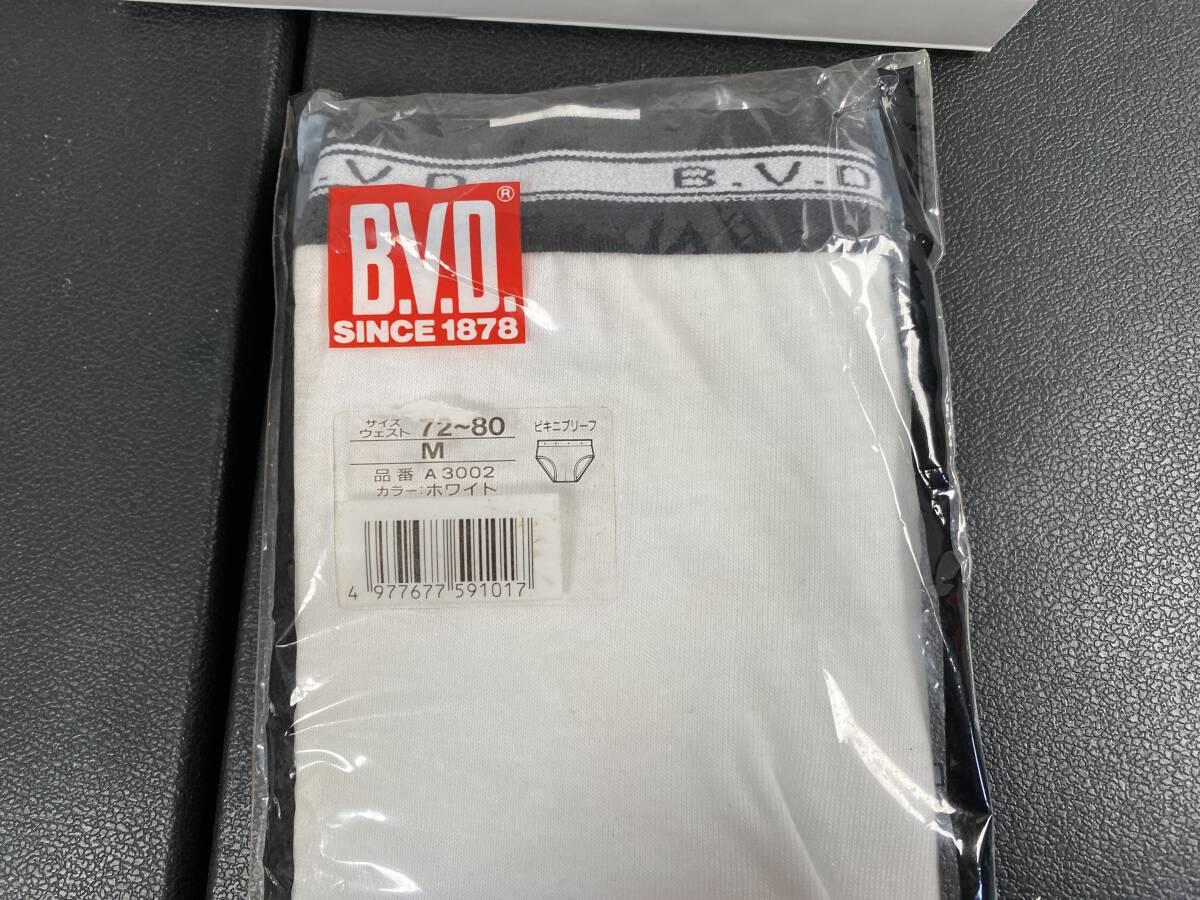 .V.D
B.V.D
B.V.D.®
SINCE 1878
サイズ
ウェスト 72~80
M
ビキニブリーフ
品番 A3002
カラー:ホワイト
4 977677 591017